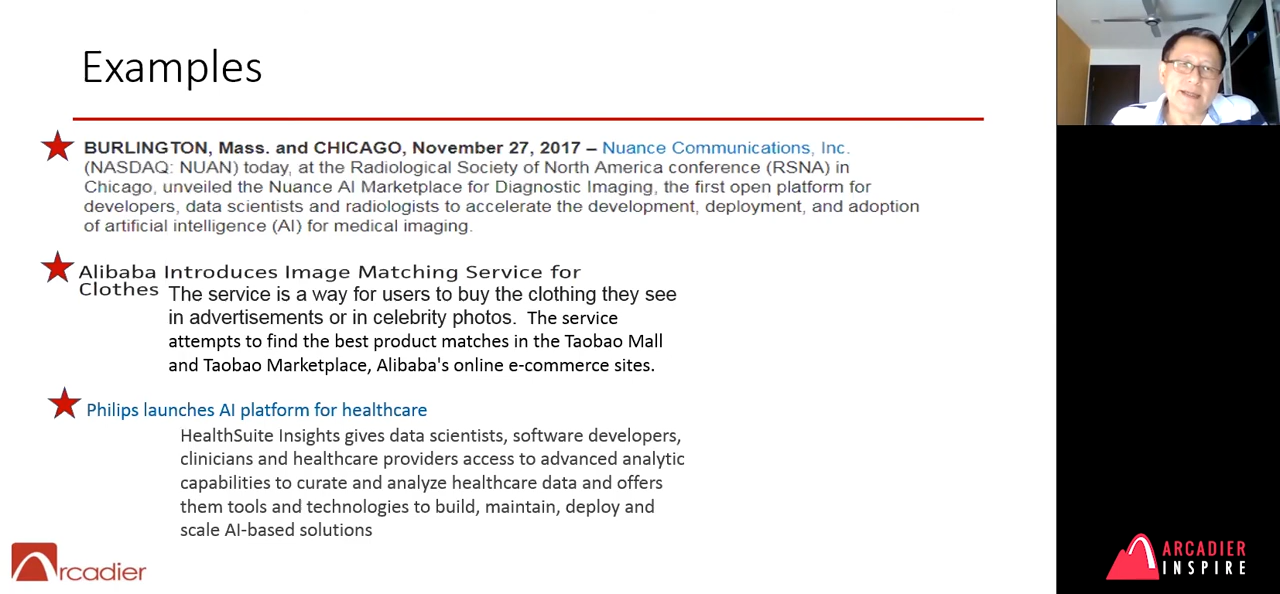 Examples
BURLINGTON, Mass. and CHICAGO, November 27, 2017 – Nuance Communications, Inc.
(NASDAQ: NUAN) today, at the Radiological Society of North America conference (RSNA) in
Chicago, unveiled the Nuance AI Marketplace for Diagnostic Imaging, the first open platform for
developers, data scientists and radiologists to accelerate the development, deployment, and adoption
of artificial intelligence (AI) for medical imaging.
Alibaba Introduces Image Matching Service for
Clothes
The service is a way for users to buy the clothing they see
in advertisements or in celebrity photos. The service
attempts to find the best product matches in the Taobao Mall
and Taobao Marketplace, Alibaba's online e-commerce sites.
Philips launches AI platform for healthcare
HealthSuite Insights gives data scientists, software developers,
clinicians and healthcare providers access to advanced analytic
capabilities to curate and analyze healthcare data and offers
them tools and technologies to build, maintain, deploy and
scale AI-based solutions
rcadier
ARCADIER
INSPIRE